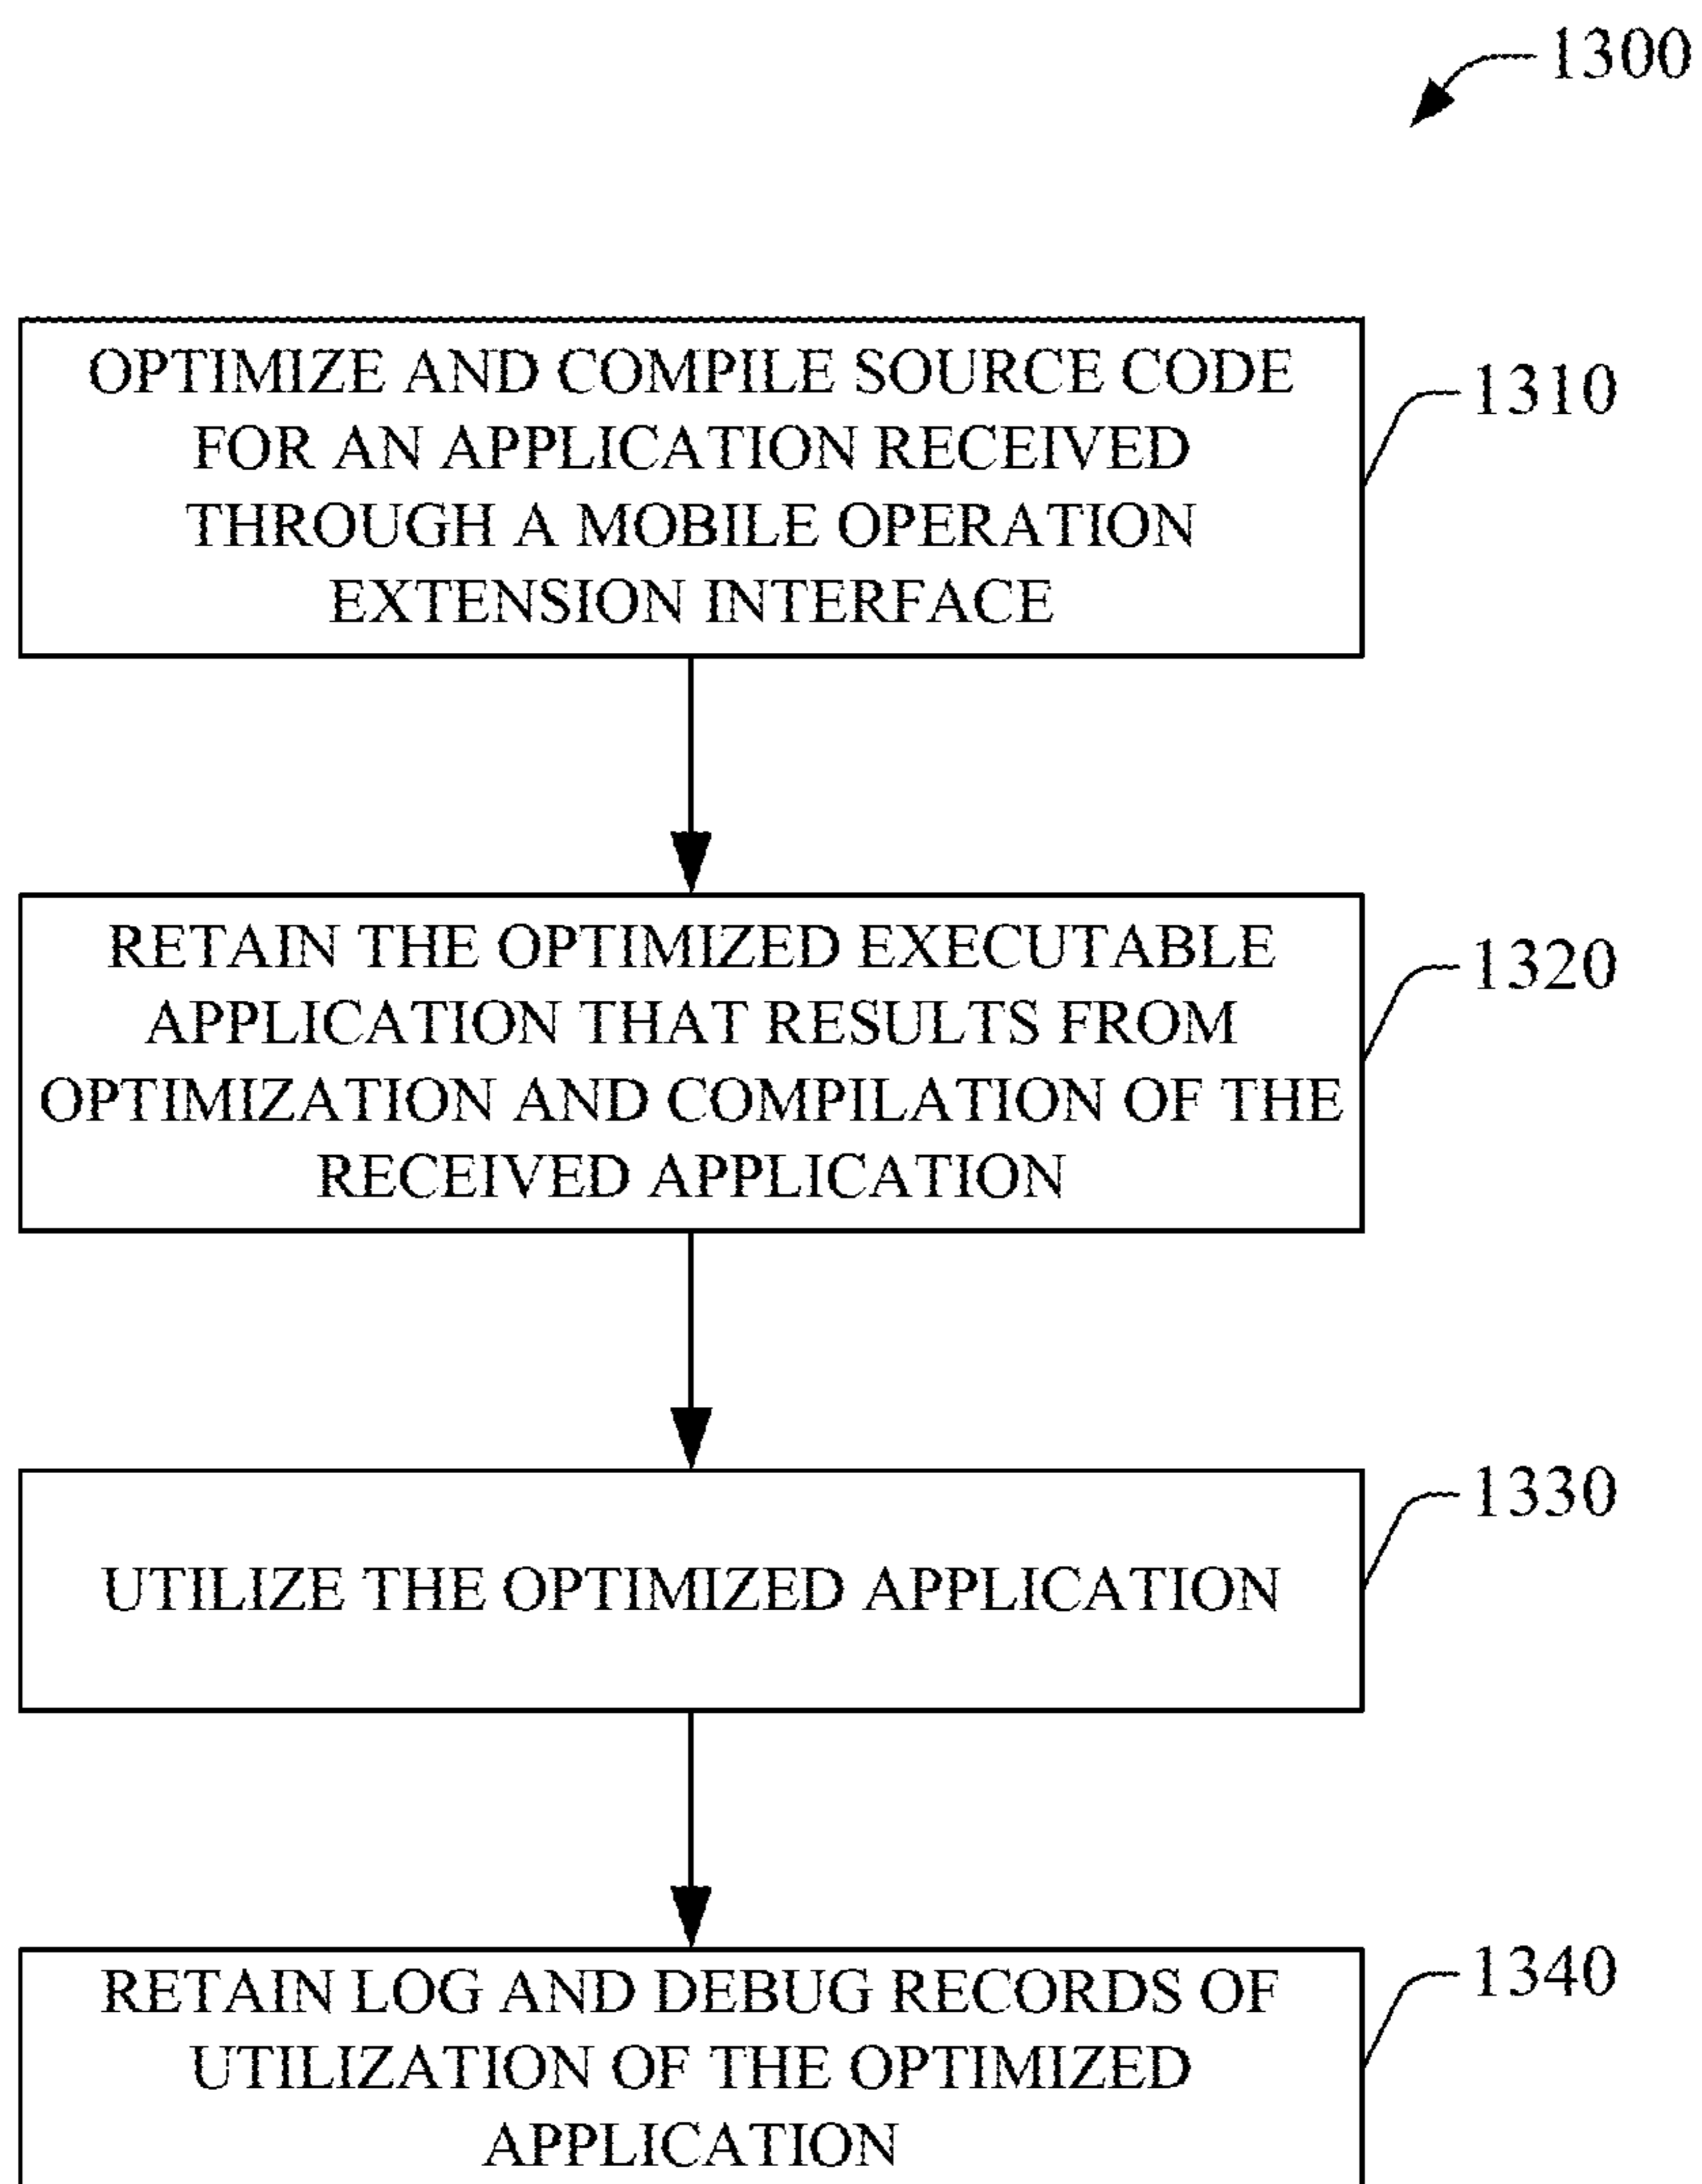 1300
OPTIMIZE AND COMPILE SOURCE CODE
FOR AN APPLICATION RECEIVED
THROUGH A MOBILE OPERATION
EXTENSION INTERFACE
1310
RETAIN THE OPTIMIZED EXECUTABLE
APPLICATION THAT RESULTS FROM
OPTIMIZATION AND COMPILATION OF THE
RECEIVED APPLICATION
1320
UTILIZE THE OPTIMIZED APPLICATION
1330
RETAIN LOG AND DEBUG RECORDS OF
UTILIZATION OF THE OPTIMIZED
APPLICATION
1340